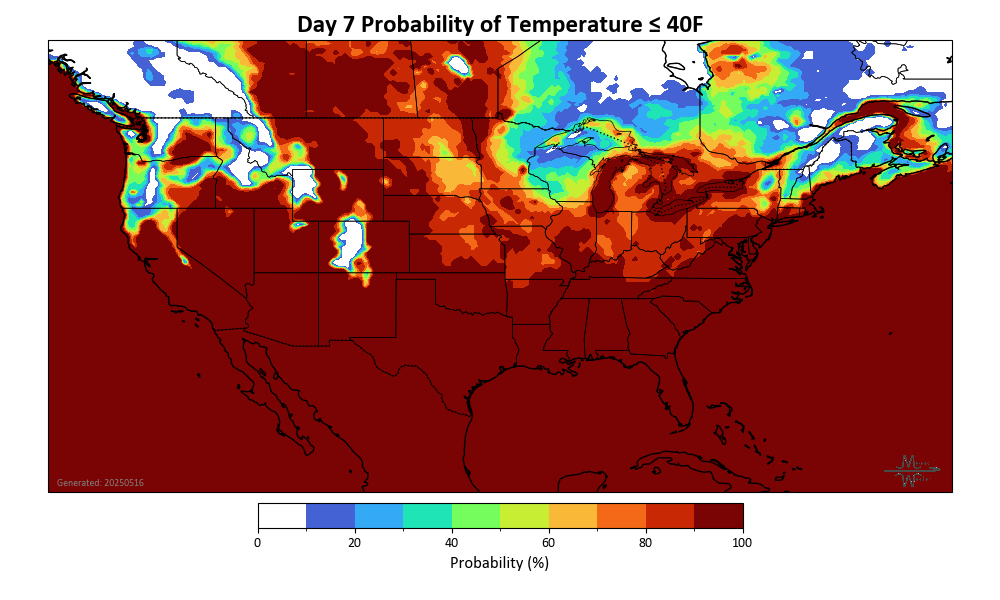 Day 7 Probability of Temperature ≤ 40F
Generated: 20250516
0 20 40 60 80 100
Probability (%)